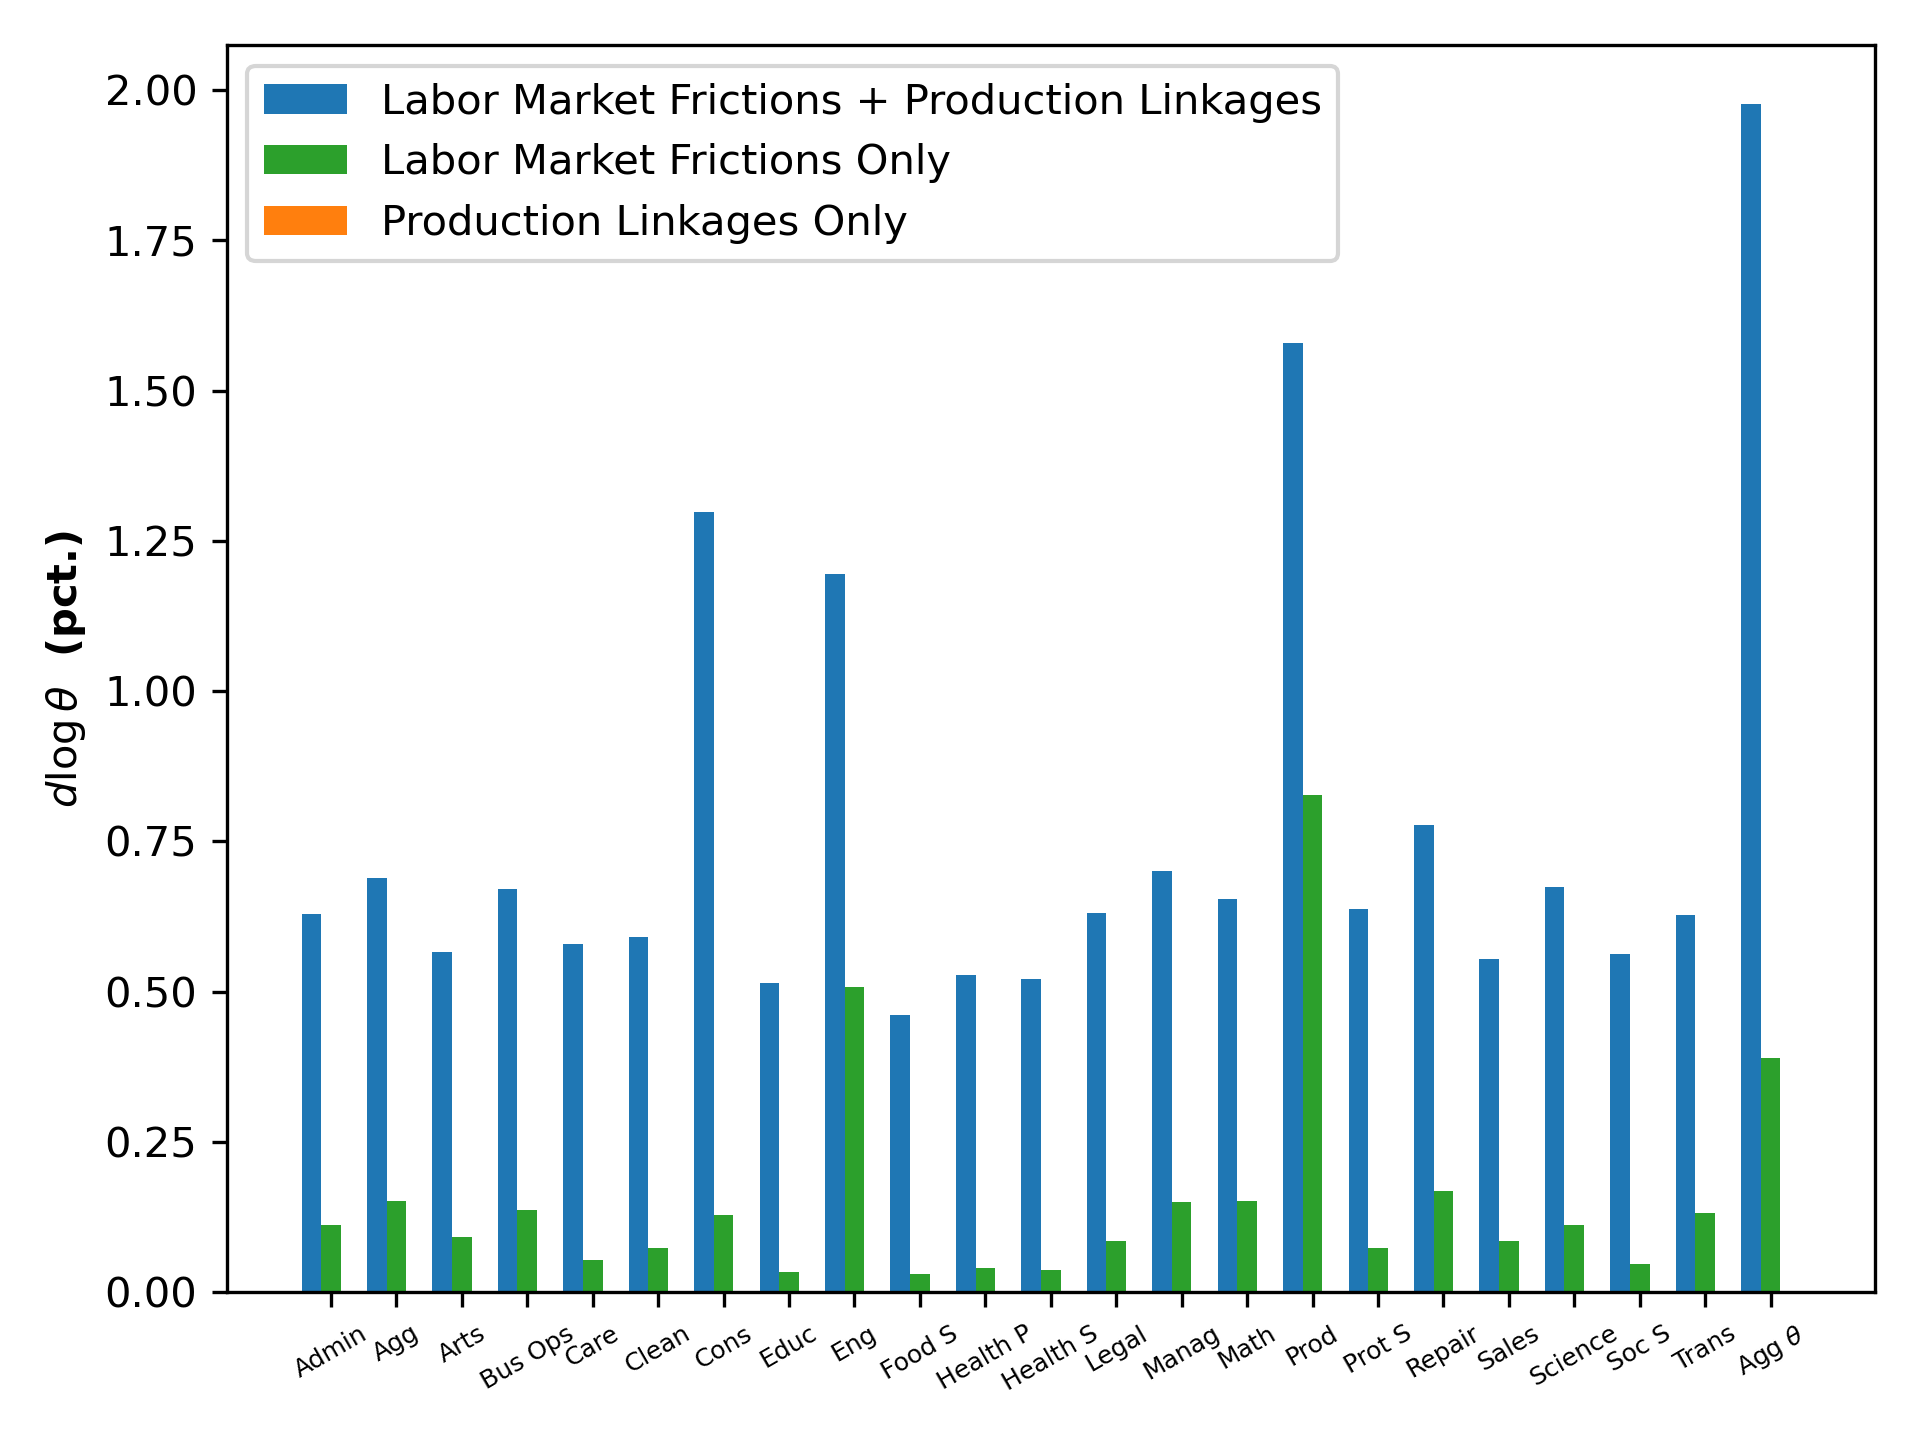 Labor Market Frictions + Production Linkages
Labor Market Frictions Only
Production Linkages Only
2.00
1.75
1.50
1.25
1.00
0.75
0.50
0.25
0.00
d log θ (pct.)
Admin
Agg
Arts
Bus Ops
Care
Clean
Cons
Educ
Eng
Food S
Health P
Health S
Legal
Manag
Math
Prod
Prot S
Repair
Sales
Science
Soc S
Trans
Agg θ